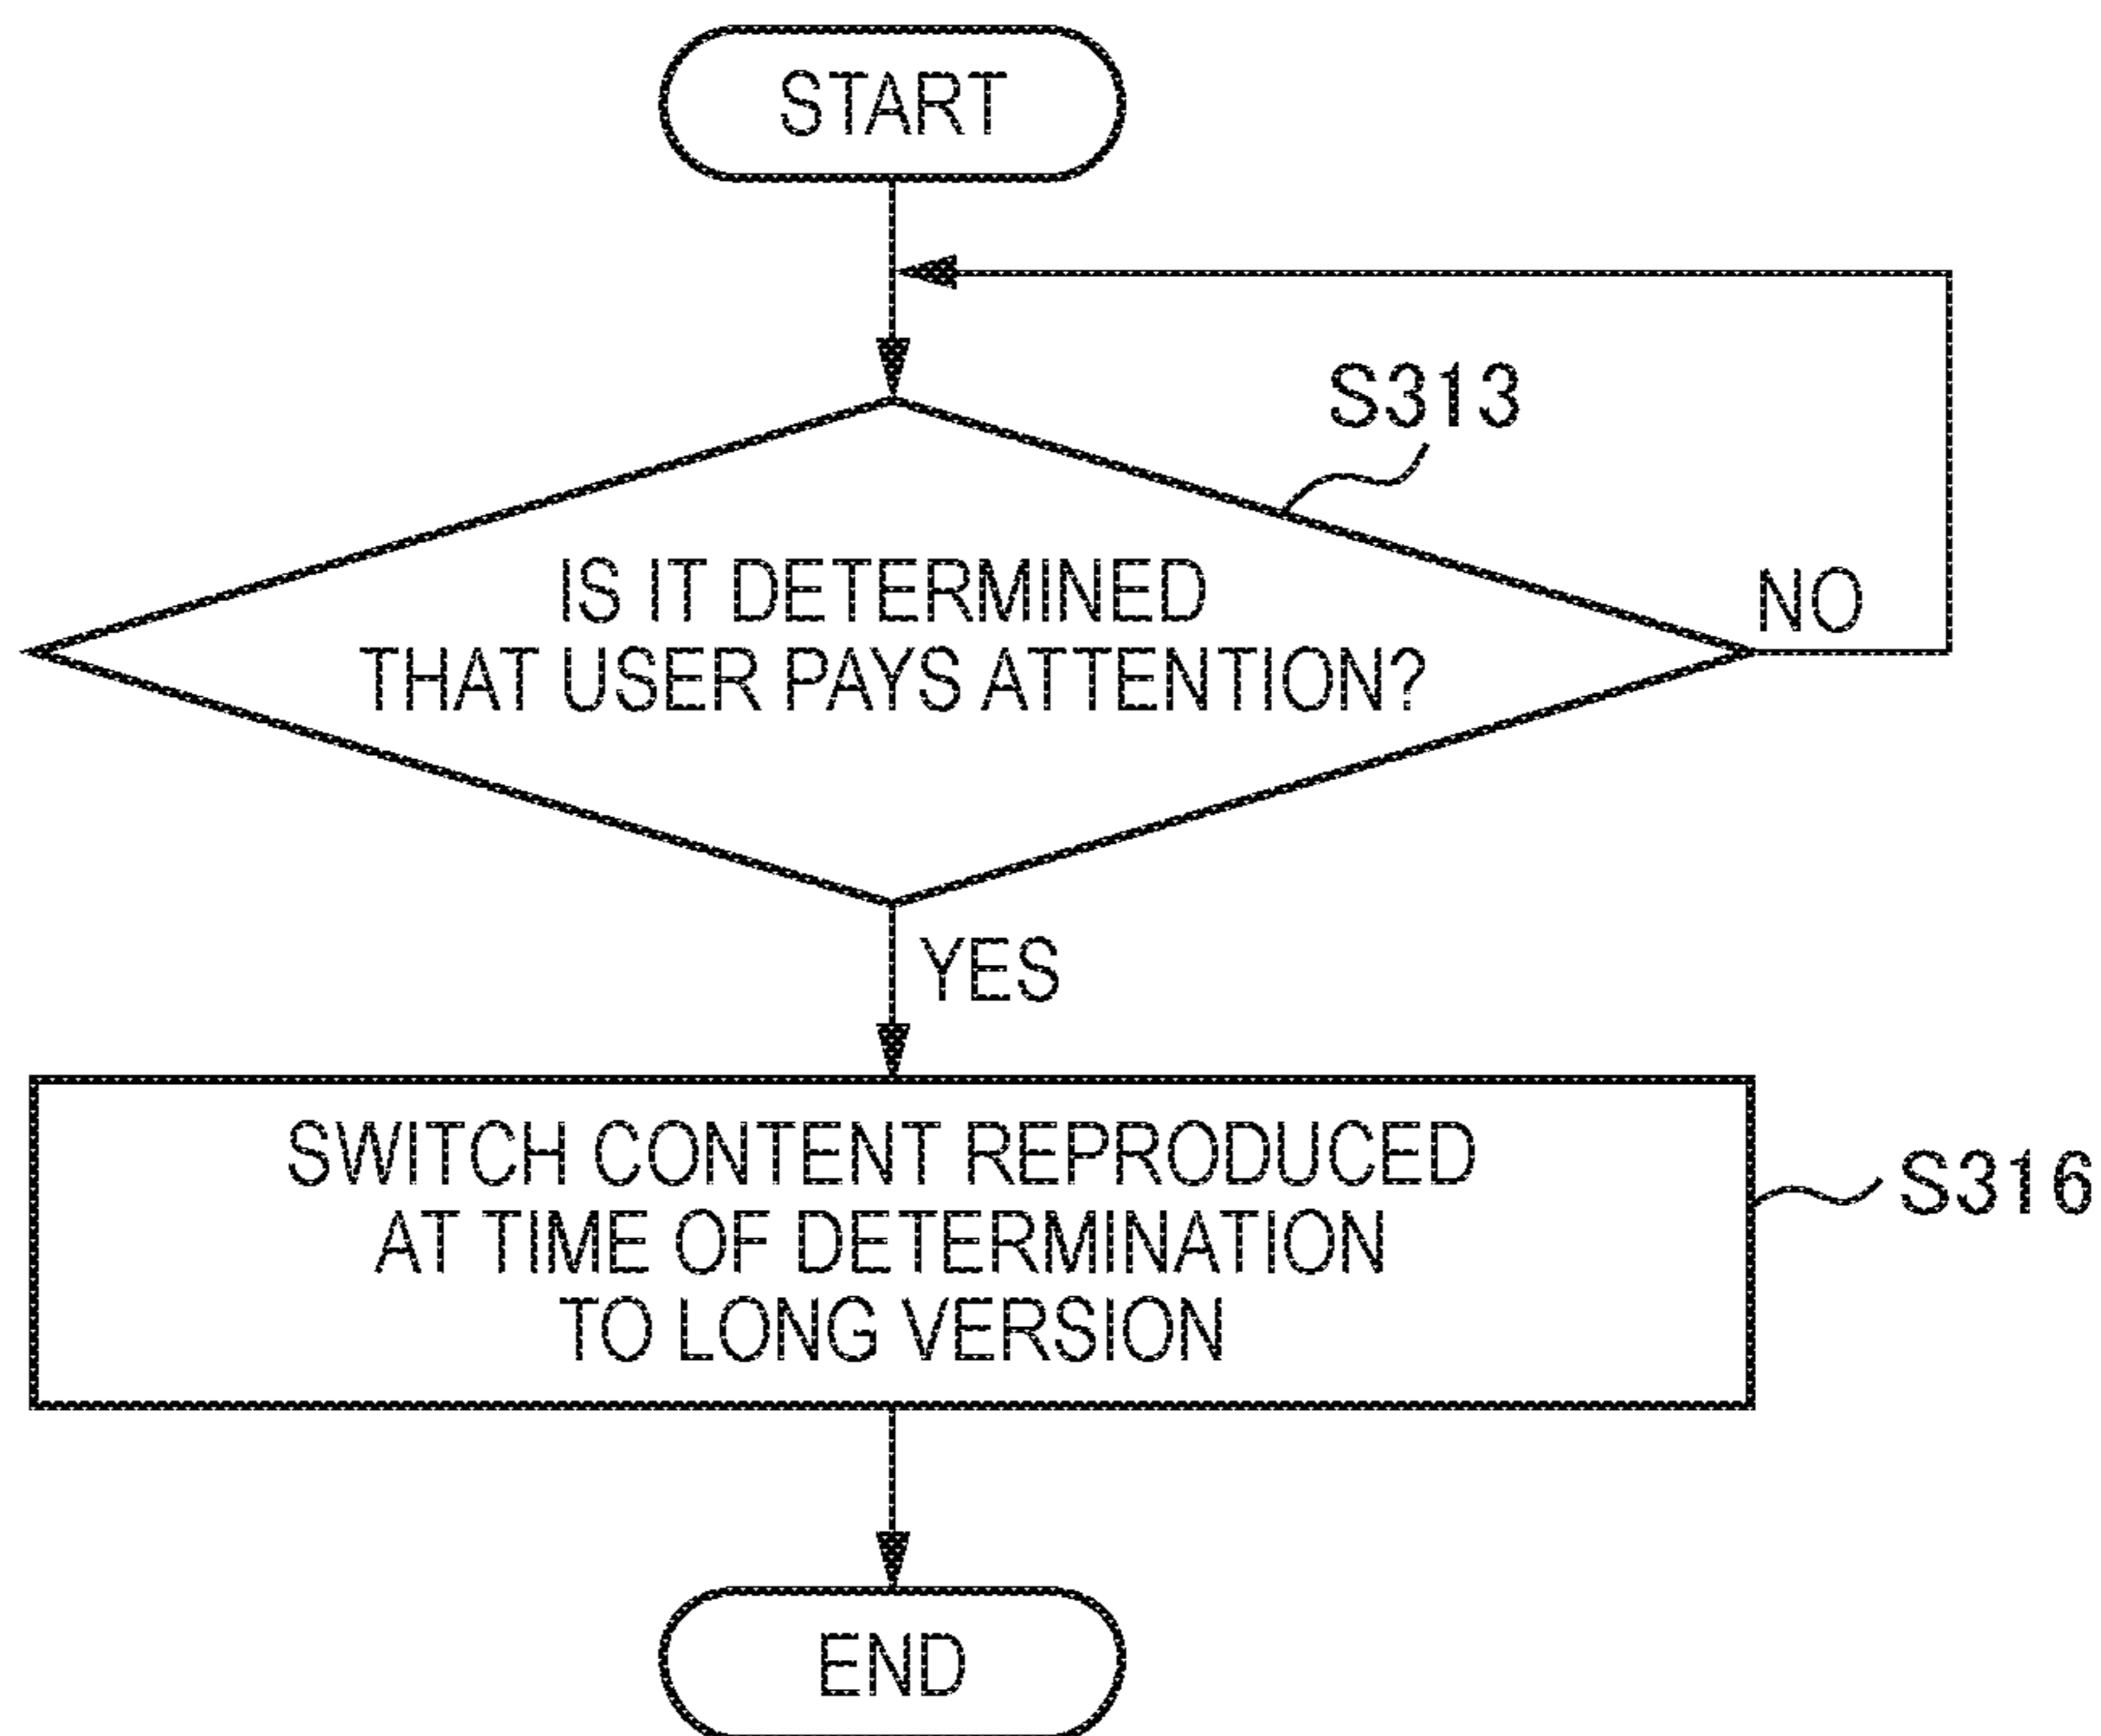 START
S313
IS IT DETERMINED
THAT USER PAYS ATTENTION?
NO
YES
SWITCH CONTENT REPRODUCED
AT TIME OF DETERMINATION
TO LONG VERSION
S316
END